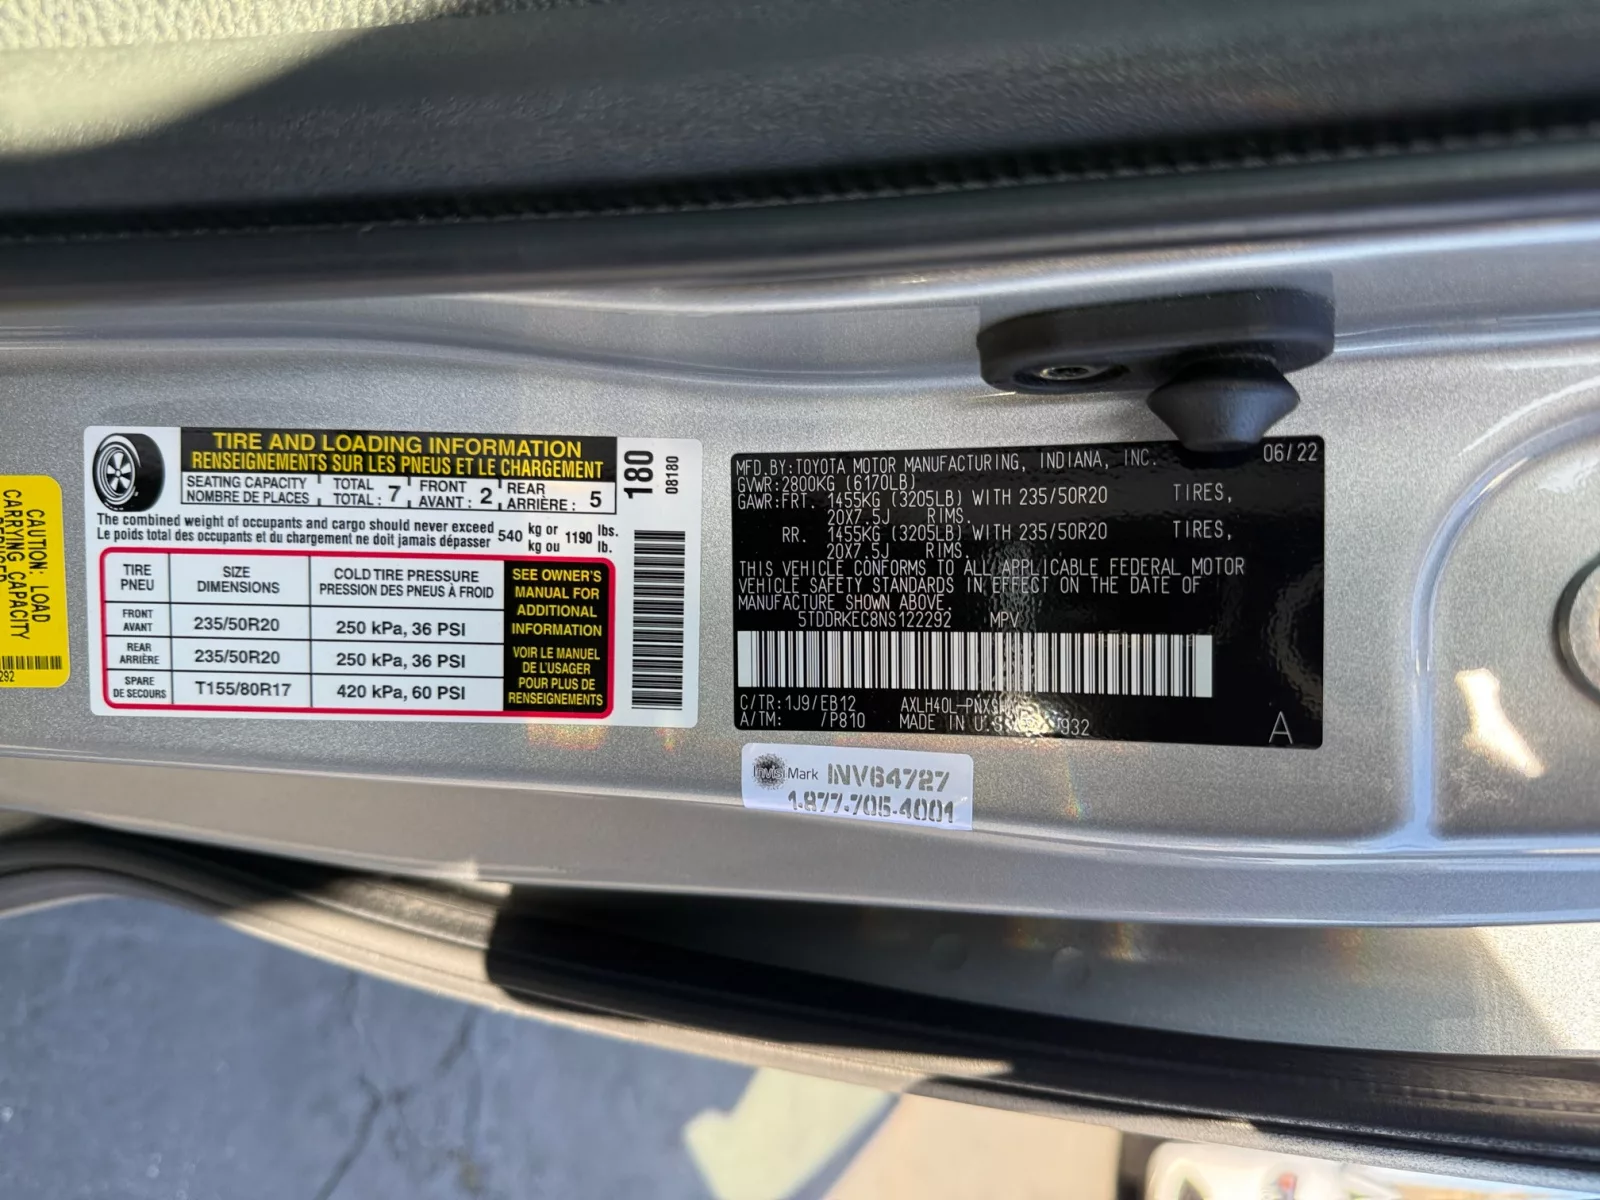 CAUTION: LOAD
CARRYING CAPACITY
292
TIRE AND LOADING INFORMATION
RENSEIGNEMENTS SUR LES PNEUS ET LE CHARGEMENT
SEATING CAPACITY
NOMBRE DE PLACES
TOTAL
TOTAL : 7
FRONT
AVANT : 2
REAR
ARRIÈRE : 5
The combined weight of occupants and cargo should never exceed 540 kg or 1190 lbs.
Le poids total des occupants et du chargement ne doit jamais dépasser kg ou lb.
TIRE
PNEU
SIZE
DIMENSIONS
COLD TIRE PRESSURE
PRESSION DES PNEUS À FROID
FRONT
AVANT
235/50R20
250 kPa, 36 PSI
REAR
ARRIÈRE
235/50R20
250 kPa, 36 PSI
SPARE
DE SECOURS
T155/80R17
420 kPa, 60 PSI
SEE OWNER'S
MANUAL FOR
ADDITIONAL
INFORMATION
VOIR LE MANUEL
DE L'USAGER
POUR PLUS DE
RENSEIGNEMENTS
180
08180
MFD.BY:TOYOTA MOTOR MANUFACTURING, INDIANA, INC. 06/22
GVWR:2800KG (6170LB)
GAWR:FRT. 1455KG (3205LB) WITH 235/50R20 TIRES,
20X7.5J RIMS.
RR. 1455KG (3205LB) WITH 235/50R20 TIRES,
20X7.5J RIMS.
THIS VEHICLE CONFORMS TO ALL APPLICABLE FEDERAL MOTOR
VEHICLE SAFETY STANDARDS IN EFFECT ON THE DATE OF
MANUFACTURE SHOWN ABOVE.
5TDDRKEC8NS122292 MPV
C/TR:1J9/EB12
A/TM: /P810 MADE IN
A
InvisiMark INV64727
1-877-705-4001